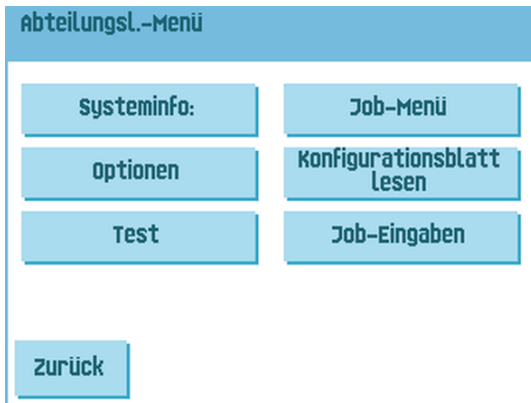 Abteilungsl.-Menü
Systeminfo:
Job-Menü
Optionen
Konfigurationsblatt
lesen
Test
Job-Eingaben
Zurück